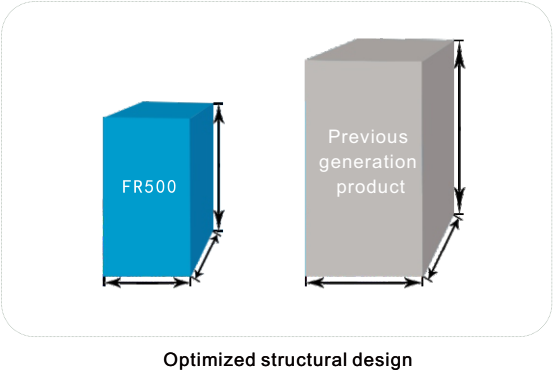 FR500
Previous
generation
product
Optimized structural design